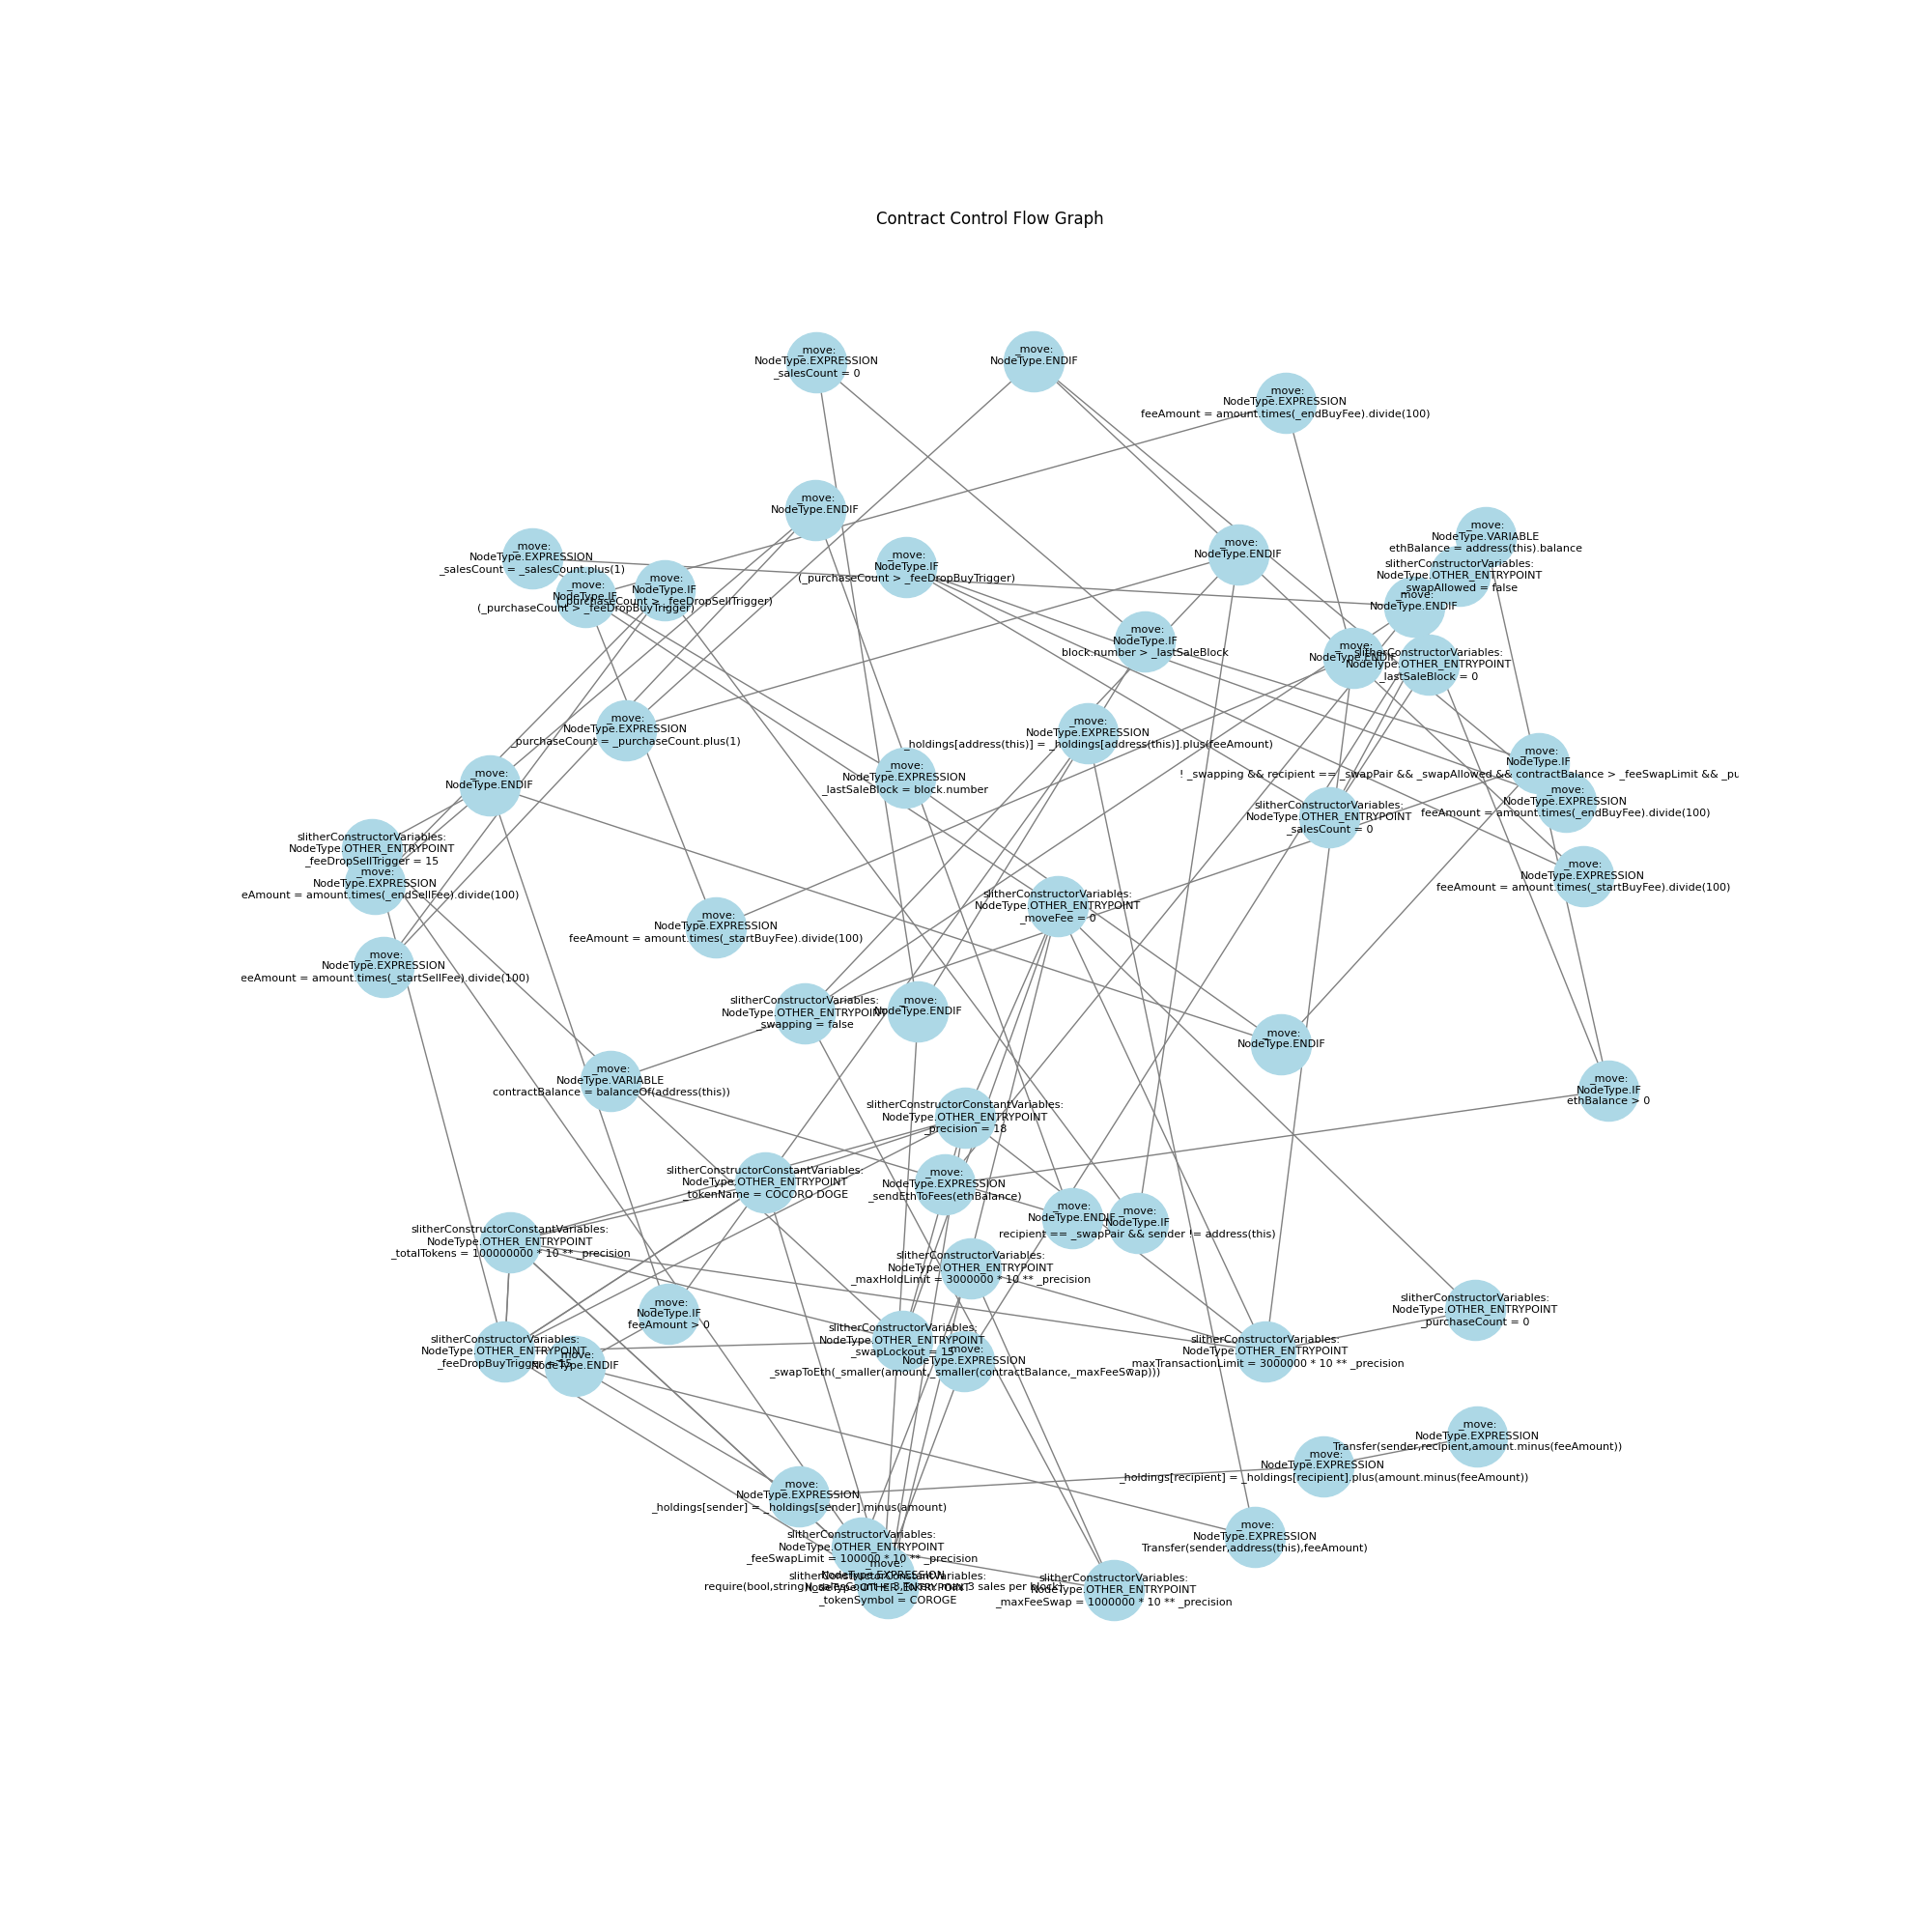 Contract Control Flow Graph
_move:
NodeType.EXPRESSION
_salesCount = 0
_move:
NodeType.ENDIF
_move:
NodeType.EXPRESSION
feeAmount = amount.times(_endBuyFee).divide(100)
_move:
NodeType.ENDIF
_move:
NodeType.VARIABLE
ethBalance = address(this).balance
_move:
NodeType.EXPRESSION
_salesCount = _salesCount.plus(1)
_move:
NodeType.IF
(_purchaseCount > _feeDropBuyTrigger)
_move:
NodeType.ENDIF
slitherConstructorVariables:
NodeType.OTHER_ENTRYPOINT
_swapAllowed = false
_move:
NodeType.IF
(_purchaseCount > _feeDropBuyTrigger)
_move:
NodeType.IF
(_purchaseCount > _feeDropSellTrigger)
_move:
NodeType.ENDIF
_move:
NodeType.IF
block.number > _lastSaleBlock
_move:
NodeType.ENDIF
slitherConstructorVariables:
NodeType.OTHER_ENTRYPOINT
_lastSaleBlock = 0
_move:
NodeType.EXPRESSION
_purchaseCount = _purchaseCount.plus(1)
_move:
NodeType.EXPRESSION
_holdings[address(this)] = _holdings[address(this)].plus(feeAmount)
_move:
NodeType.ENDIF
_move:
NodeType.EXPRESSION
_lastSaleBlock = block.number
_move:
NodeType.IF
! _swapping && recipient == _swapPair && _swapAllowed && contractBalance > _feeSwapLimit && _pu
_move:
NodeType.EXPRESSION
feeAmount = amount.times(_endBuyFee).divide(100)
slitherConstructorVariables:
NodeType.OTHER_ENTRYPOINT
_salesCount = 0
slitherConstructorVariables:
NodeType.OTHER_ENTRYPOINT
_feeDropSellTrigger = 15
_move:
NodeType.EXPRESSION
eAmount = amount.times(_endSellFee).divide(100)
_move:
NodeType.EXPRESSION
feeAmount = amount.times(_startBuyFee).divide(100)
slitherConstructorVariables:
NodeType.OTHER_ENTRYPOINT
_moveFee = 0
_move:
NodeType.EXPRESSION
feeAmount = amount.times(_startBuyFee).divide(100)
_move:
NodeType.EXPRESSION
eeAmount = amount.times(_startSellFee).divide(100)
slitherConstructorVariables:
NodeType.OTHER_ENTRYPOINT
_swapping = false
_move:
NodeType.ENDIF
_move:
NodeType.ENDIF
_move:
NodeType.VARIABLE
contractBalance = balanceOf(address(this))
_move:
NodeType.IF
ethBalance > 0
slitherConstructorConstantVariables:
NodeType.OTHER_ENTRYPOINT
_precision = 18
slitherConstructorConstantVariables:
NodeType.OTHER_ENTRYPOINT
_tokenName = COCORO DOGE
_move:
NodeType.EXPRESSION
_sendEthToFees(ethBalance)
_move:
NodeType.ENDIF
_move:
NodeType.IF
recipient == _swapPair && sender != address(this)
slitherConstructorConstantVariables:
NodeType.OTHER_ENTRYPOINT
_totalTokens = 100000000 * 10 ** _precision
slitherConstructorVariables:
NodeType.OTHER_ENTRYPOINT
_maxHoldLimit = 3000000 * 10 ** _precision
_move:
NodeType.IF
feeAmount > 0
slitherConstructorVariables:
NodeType.OTHER_ENTRYPOINT
_purchaseCount = 0
slitherConstructorVariables:
NodeType.OTHER_ENTRYPOINT
_feeDropBuyTrigger = 15
_move:
NodeType.ENDIF
slitherConstructorVariables:
NodeType.OTHER_ENTRYPOINT
_swapLockout = 15
_move:
NodeType.EXPRESSION
_swapToEth(_smaller(amount,_smaller(contractBalance,_maxFeeSwap)))
slitherConstructorVariables:
NodeType.OTHER_ENTRYPOINT
_maxTransactionLimit = 3000000 * 10 ** _precision
_move:
NodeType.EXPRESSION
Transfer(sender,recipient,amount.minus(feeAmount))
_move:
NodeType.EXPRESSION
_holdings[recipient] = _holdings[recipient].plus(amount.minus(feeAmount))
_move:
NodeType.EXPRESSION
_holdings[sender] = _holdings[sender].minus(amount)
_move:
NodeType.EXPRESSION
Transfer(sender,address(this),feeAmount)
slitherConstructorVariables:
NodeType.OTHER_ENTRYPOINT
_feeSwapLimit = 100000 * 10 ** _precision
_move:
NodeType.EXPRESSION
slitherConstructorConstantVariables:
NodeType.OTHER_ENTRYPOINT
_tokenSymbol = COROGE
slitherConstructorVariables:
NodeType.OTHER_ENTRYPOINT
_maxFeeSwap = 1000000 * 10 ** _precision